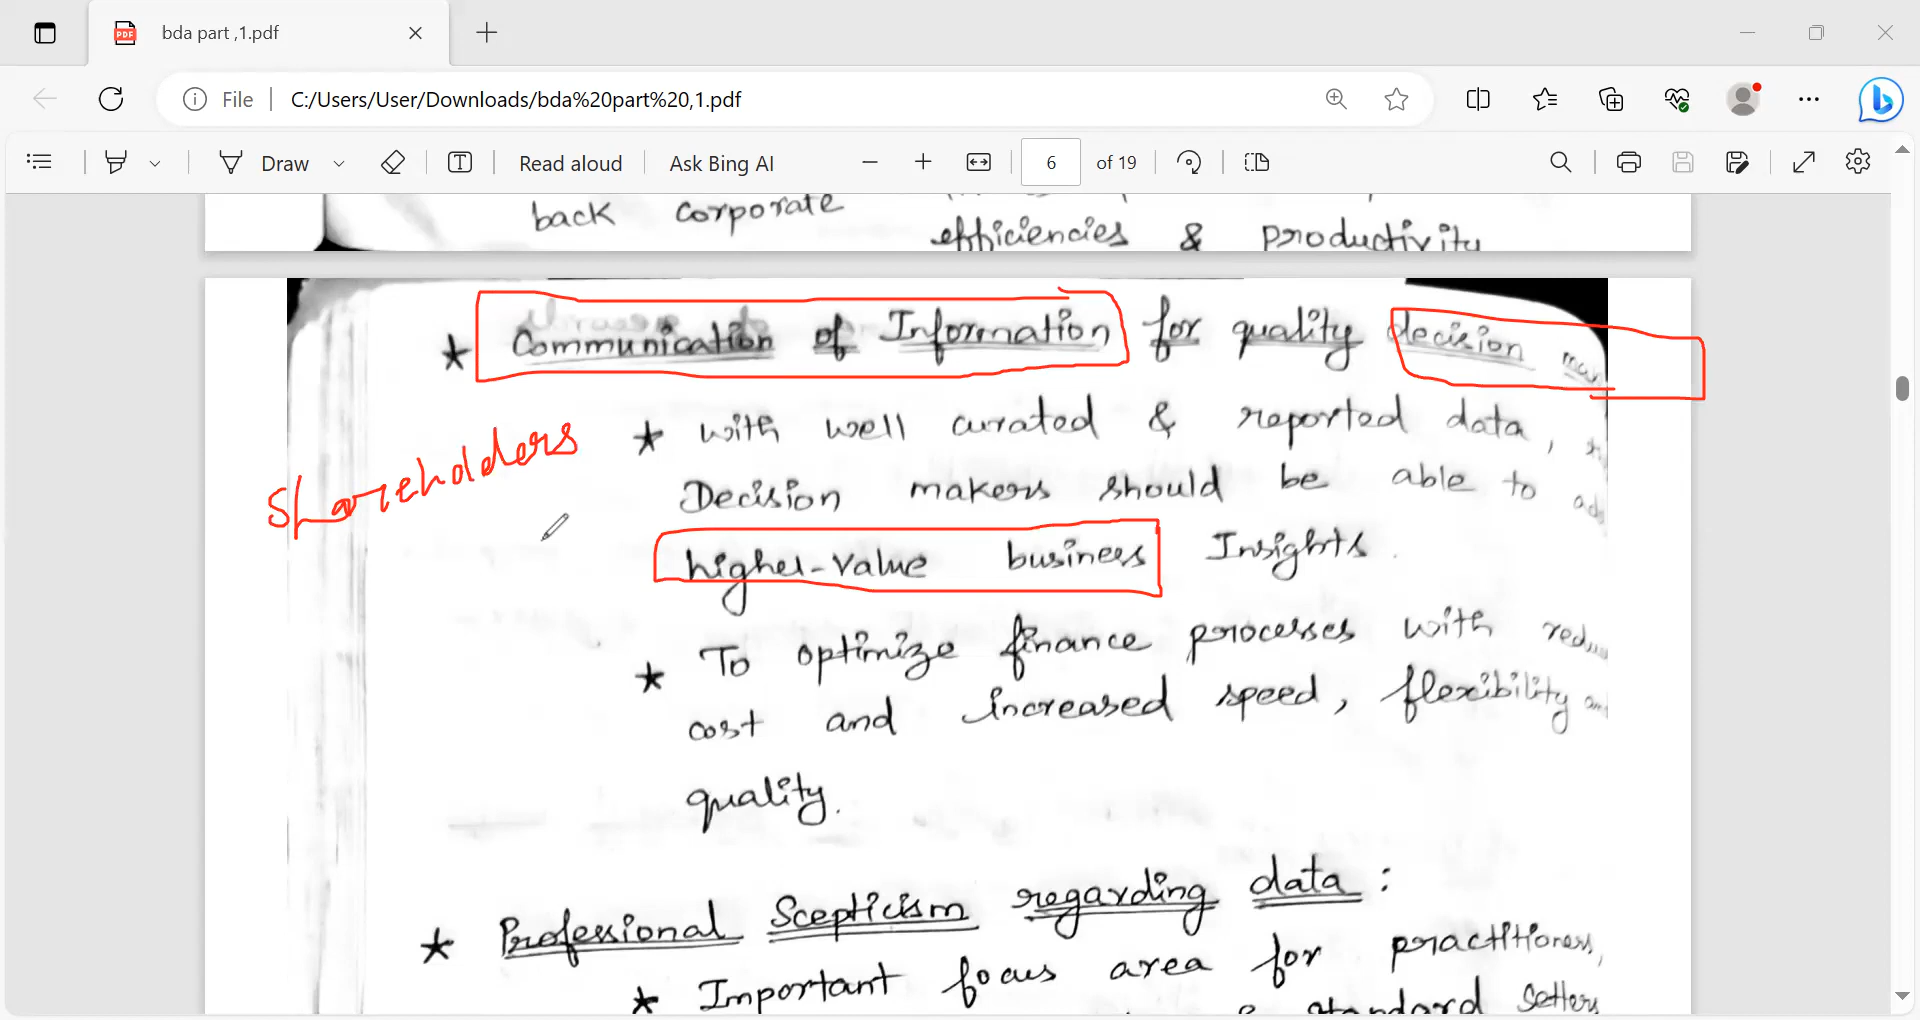 bda part ,1.pdf
File C:/Users/User/Downloads/bda%20part%20,1.pdf
Draw Read aloud Ask Bing AI 6 of 19
back corporate
efficiencies & productivity
* Communication of Information for quality decision
* with well curated & reported data,
Shareholders
Decision makers should be able to
higher-value business Insights.
* To optimize finance processes with
cost and increased speed, flexibility
quality.
* Professional Scepticism regarding data :
* Important focus area for practitioners,
& standard setters